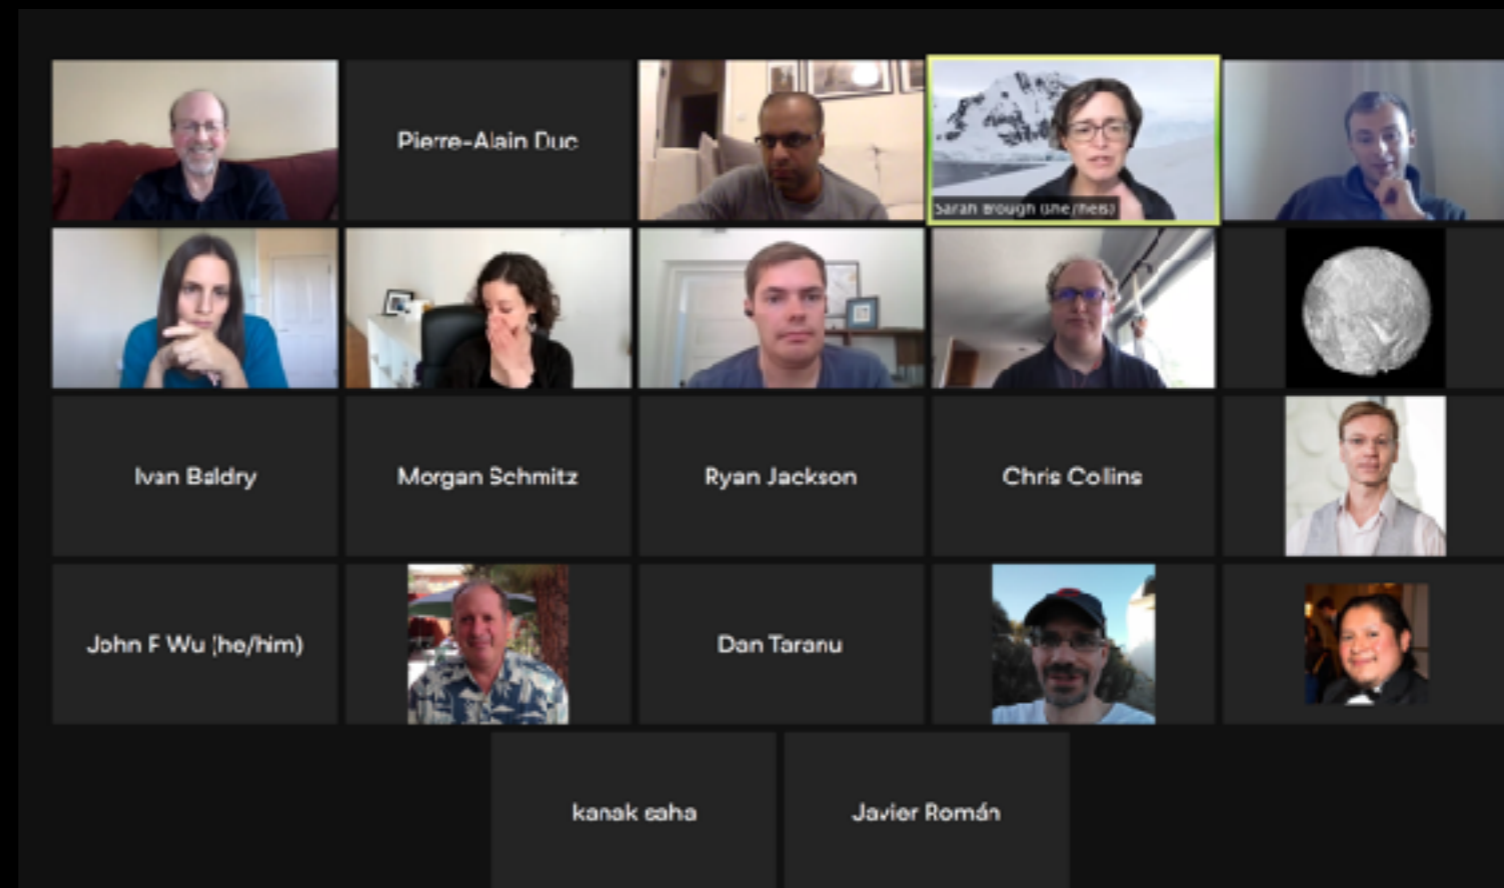 Pierre-Alain Duc
Sarah Brough (she/hers)
Ivan Baldry
Morgan Schmitz
Ryan Jackson
Chris Collins
John F Wu (he/him)
Dan Taranu
kanak saha
Javier Román